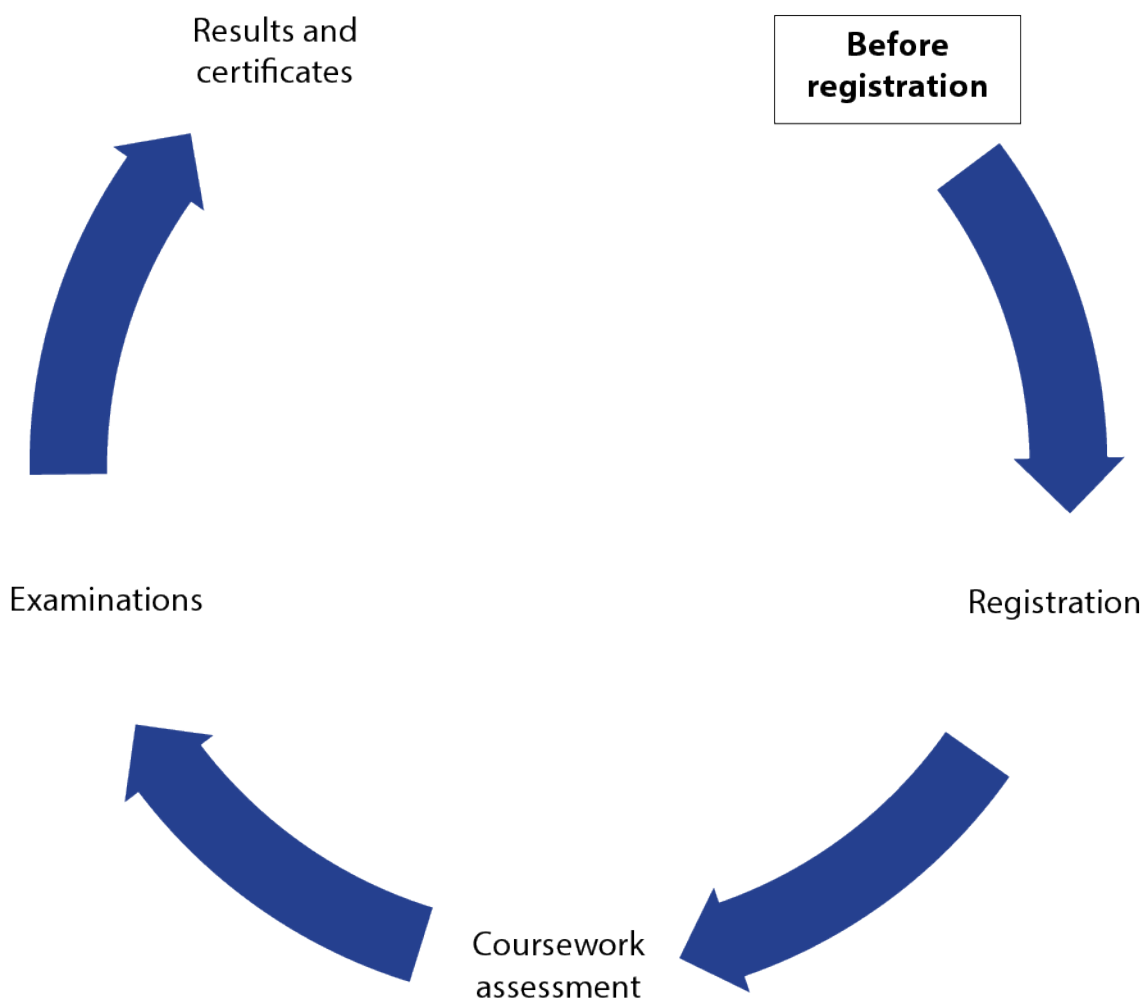 Results and
certificates
Before
registration
Examinations
Registration
Coursework
assessment